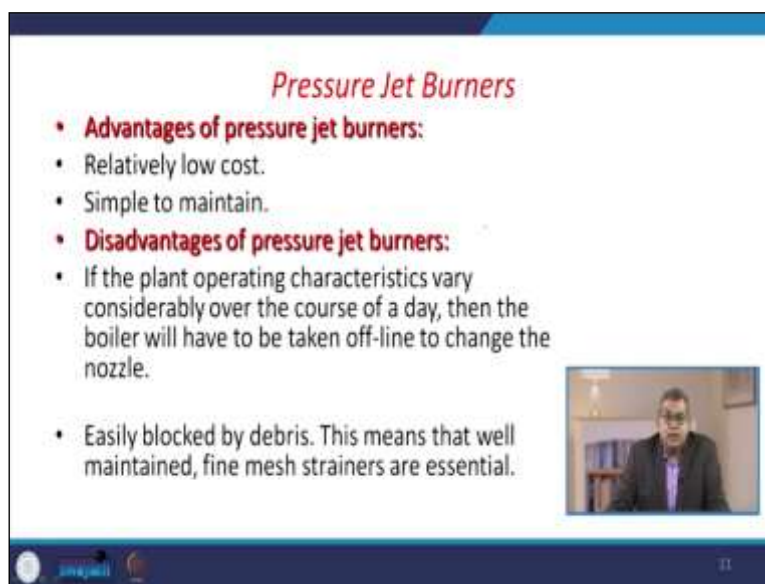 Pressure Jet Burners
• Advantages of pressure jet burners:
• Relatively low cost.
• Simple to maintain.
• Disadvantages of pressure jet burners:
• If the plant operating characteristics vary
considerably over the course of a day, then the
boiler will have to be taken off-line to change the
nozzle.
• Easily blocked by debris. This means that well
maintained, fine mesh strainers are essential.